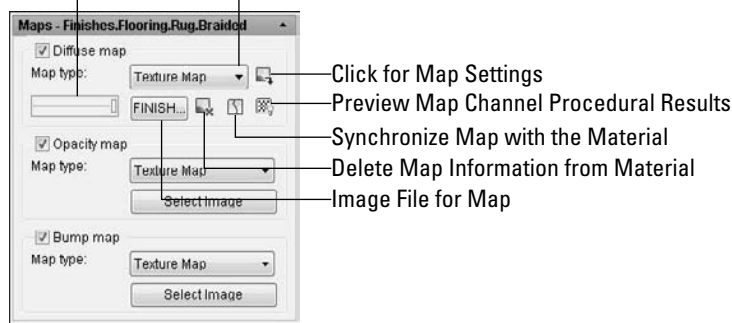 Maps - Finishes.Flooring.Rug.Braided
Diffuse map
Map type:
Texture Map
Click for Map Settings
FINISH...
Preview Map Channel Procedural Results
Synchronize Map with the Material
Opacity map
Map type:
Texture Map
Delete Map Information from Material
Select Image
Image File for Map
Bump map
Map type:
Texture Map
Select Image